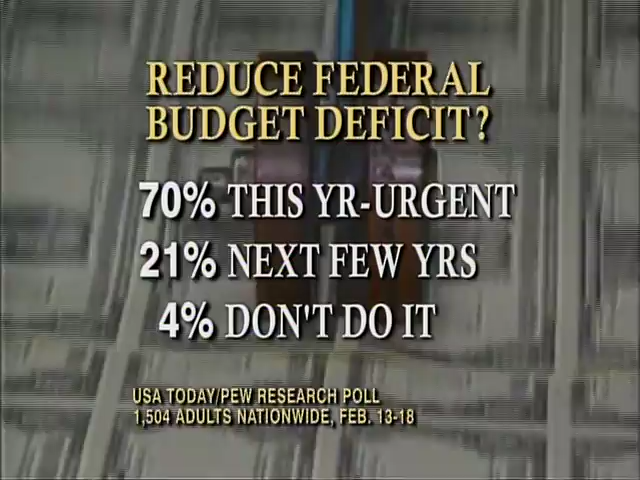 REDUCE FEDERAL
BUDGET DEFICIT?
70% THIS YR-URGENT
21% NEXT FEW YRS
4% DON'T DO IT
USA TODAY/PEW RESEARCH POLL
1,504 ADULTS NATIONWIDE, FEB. 13-18